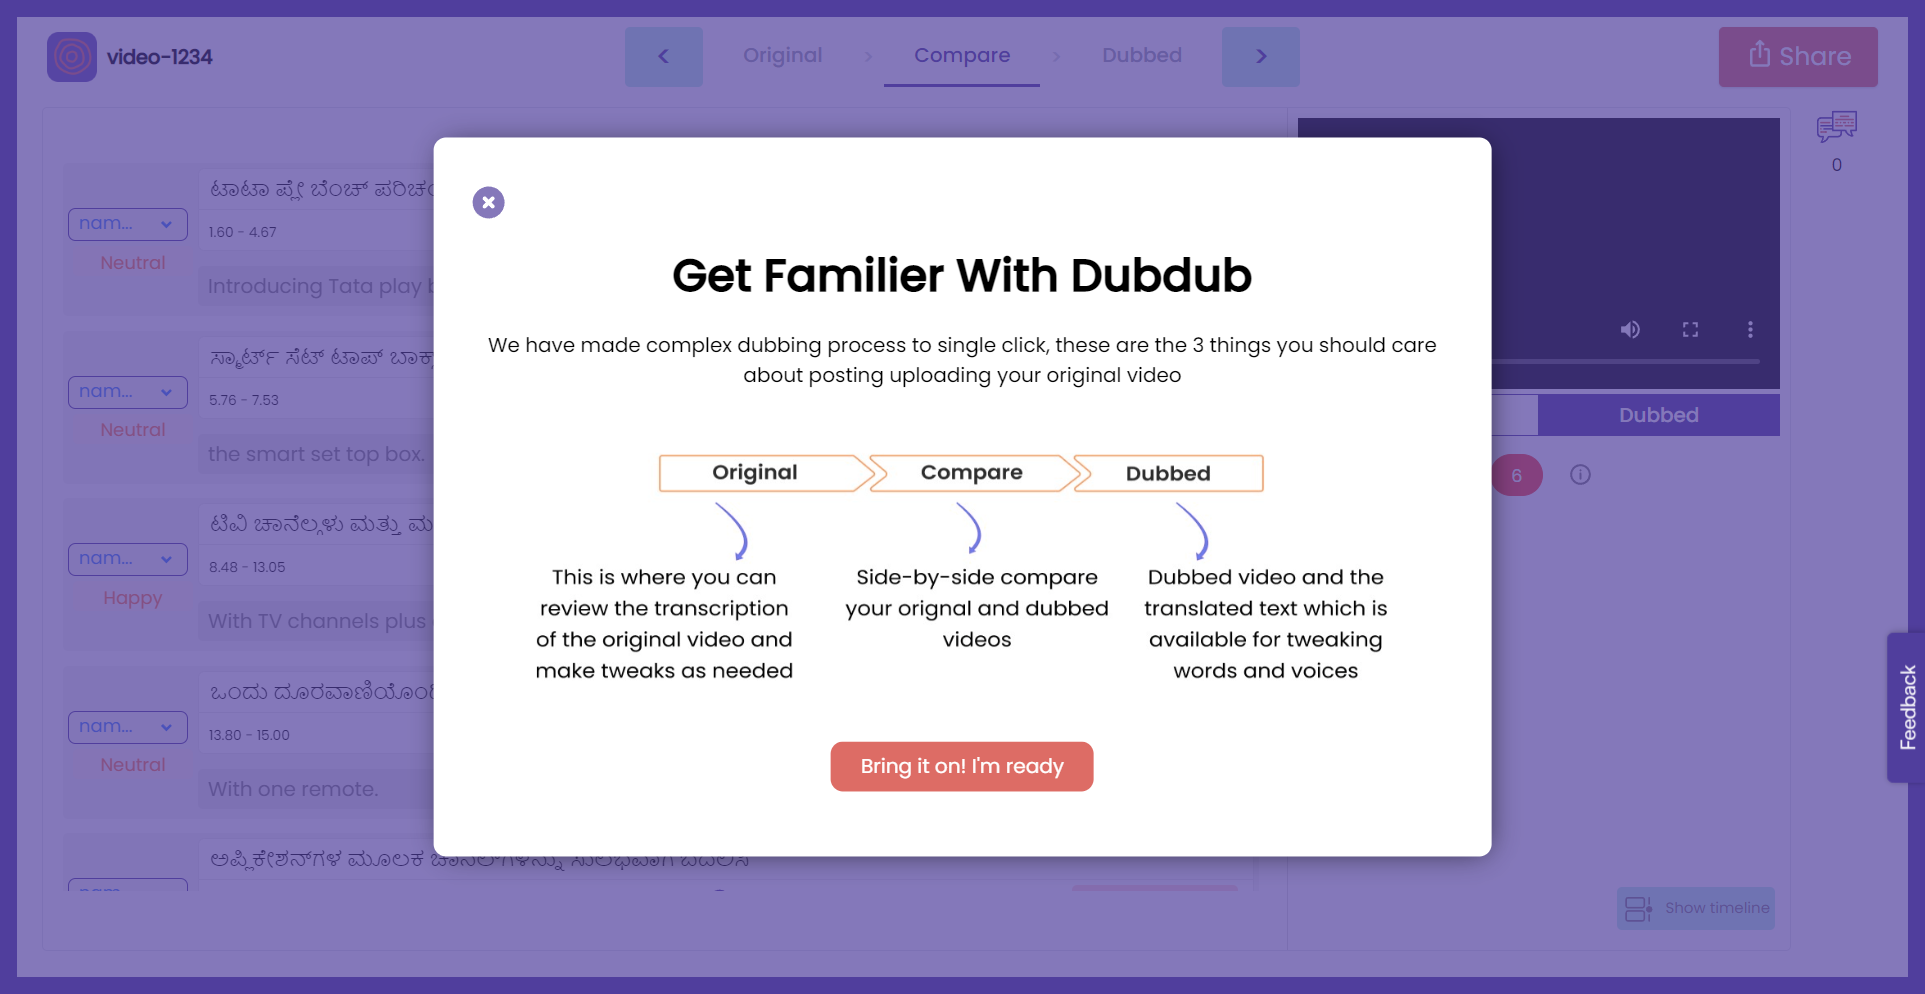 video-1234
Original
Compare
Dubbed
Share
0
ಟಾಟಾ ಪ್ಲೇ ಬಿಂಜ್
nam...
1.60 - 4.67
Neutral
Introducing Tata play
ಸ್ಮಾರ್ಟ್ ಸೆಟ್ ಟಾಪ್
nam...
5.76 - 7.53
Neutral
the smart set top box.
ಟಿವಿ ಚಾನೆಲ್ಗಳು ಮತ್ತು
nam...
8.48 - 13.05
Happy
With TV channels plus
ಒಂದು
nam...
13.80 - 15.00
Neutral
With one remote.
ಅಪ್ಲಿಕೇಶನ್‌ಗಳ ಮೂಲಕ
Get Familier With Dubdub
We have made complex dubbing process to single click, these are the 3 things you should care
about posting uploading your original video
Original
Compare
Dubbed
This is where you can
review the transcription
of the original video and
make tweaks as needed
Side-by-side compare
your orignal and dubbed
videos
Dubbed video and the
translated text which is
available for tweaking
words and voices
Bring it on! I'm ready
Dubbed
6
Feedback
Show timeline